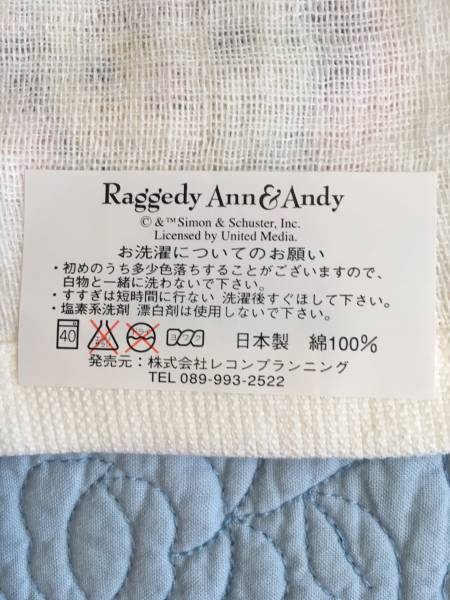 Raggedy Ann & Andy
© &™ Simon & Schuster, Inc.
Licensed by United Media.
お洗濯についてのお願い
・初めのうち多少色落ちすることがございますので、
白物と一緒に洗わないで下さい。
・すすぎは短時間に行ない 洗濯後すぐほして下さい。
・塩素系洗剤 漂白剤は使用しないで下さい。
40 日本製 綿100%
発売元：株式会社レコンプランニング
TEL 089-993-2522